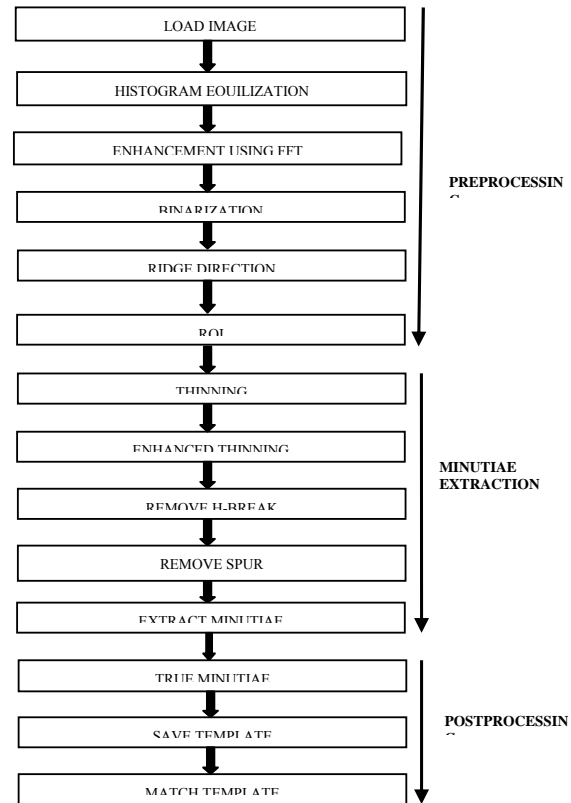 LOAD IMAGE
HISTOGRAM EQUILIZATION
ENHANCEMENT USING FFT
BINARIZATION
RIDGE DIRECTION
ROI
THINNING
ENHANCED THINNING
REMOVE H-BREAK
REMOVE SPUR
EXTRACT MINUTIAE
TRUE MINUTIAE
SAVE TEMPLATE
MATCH TEMPLATE
PREPROCESSIN
G
MINUTIAE
EXTRACTION
POSTPROCESSIN
G